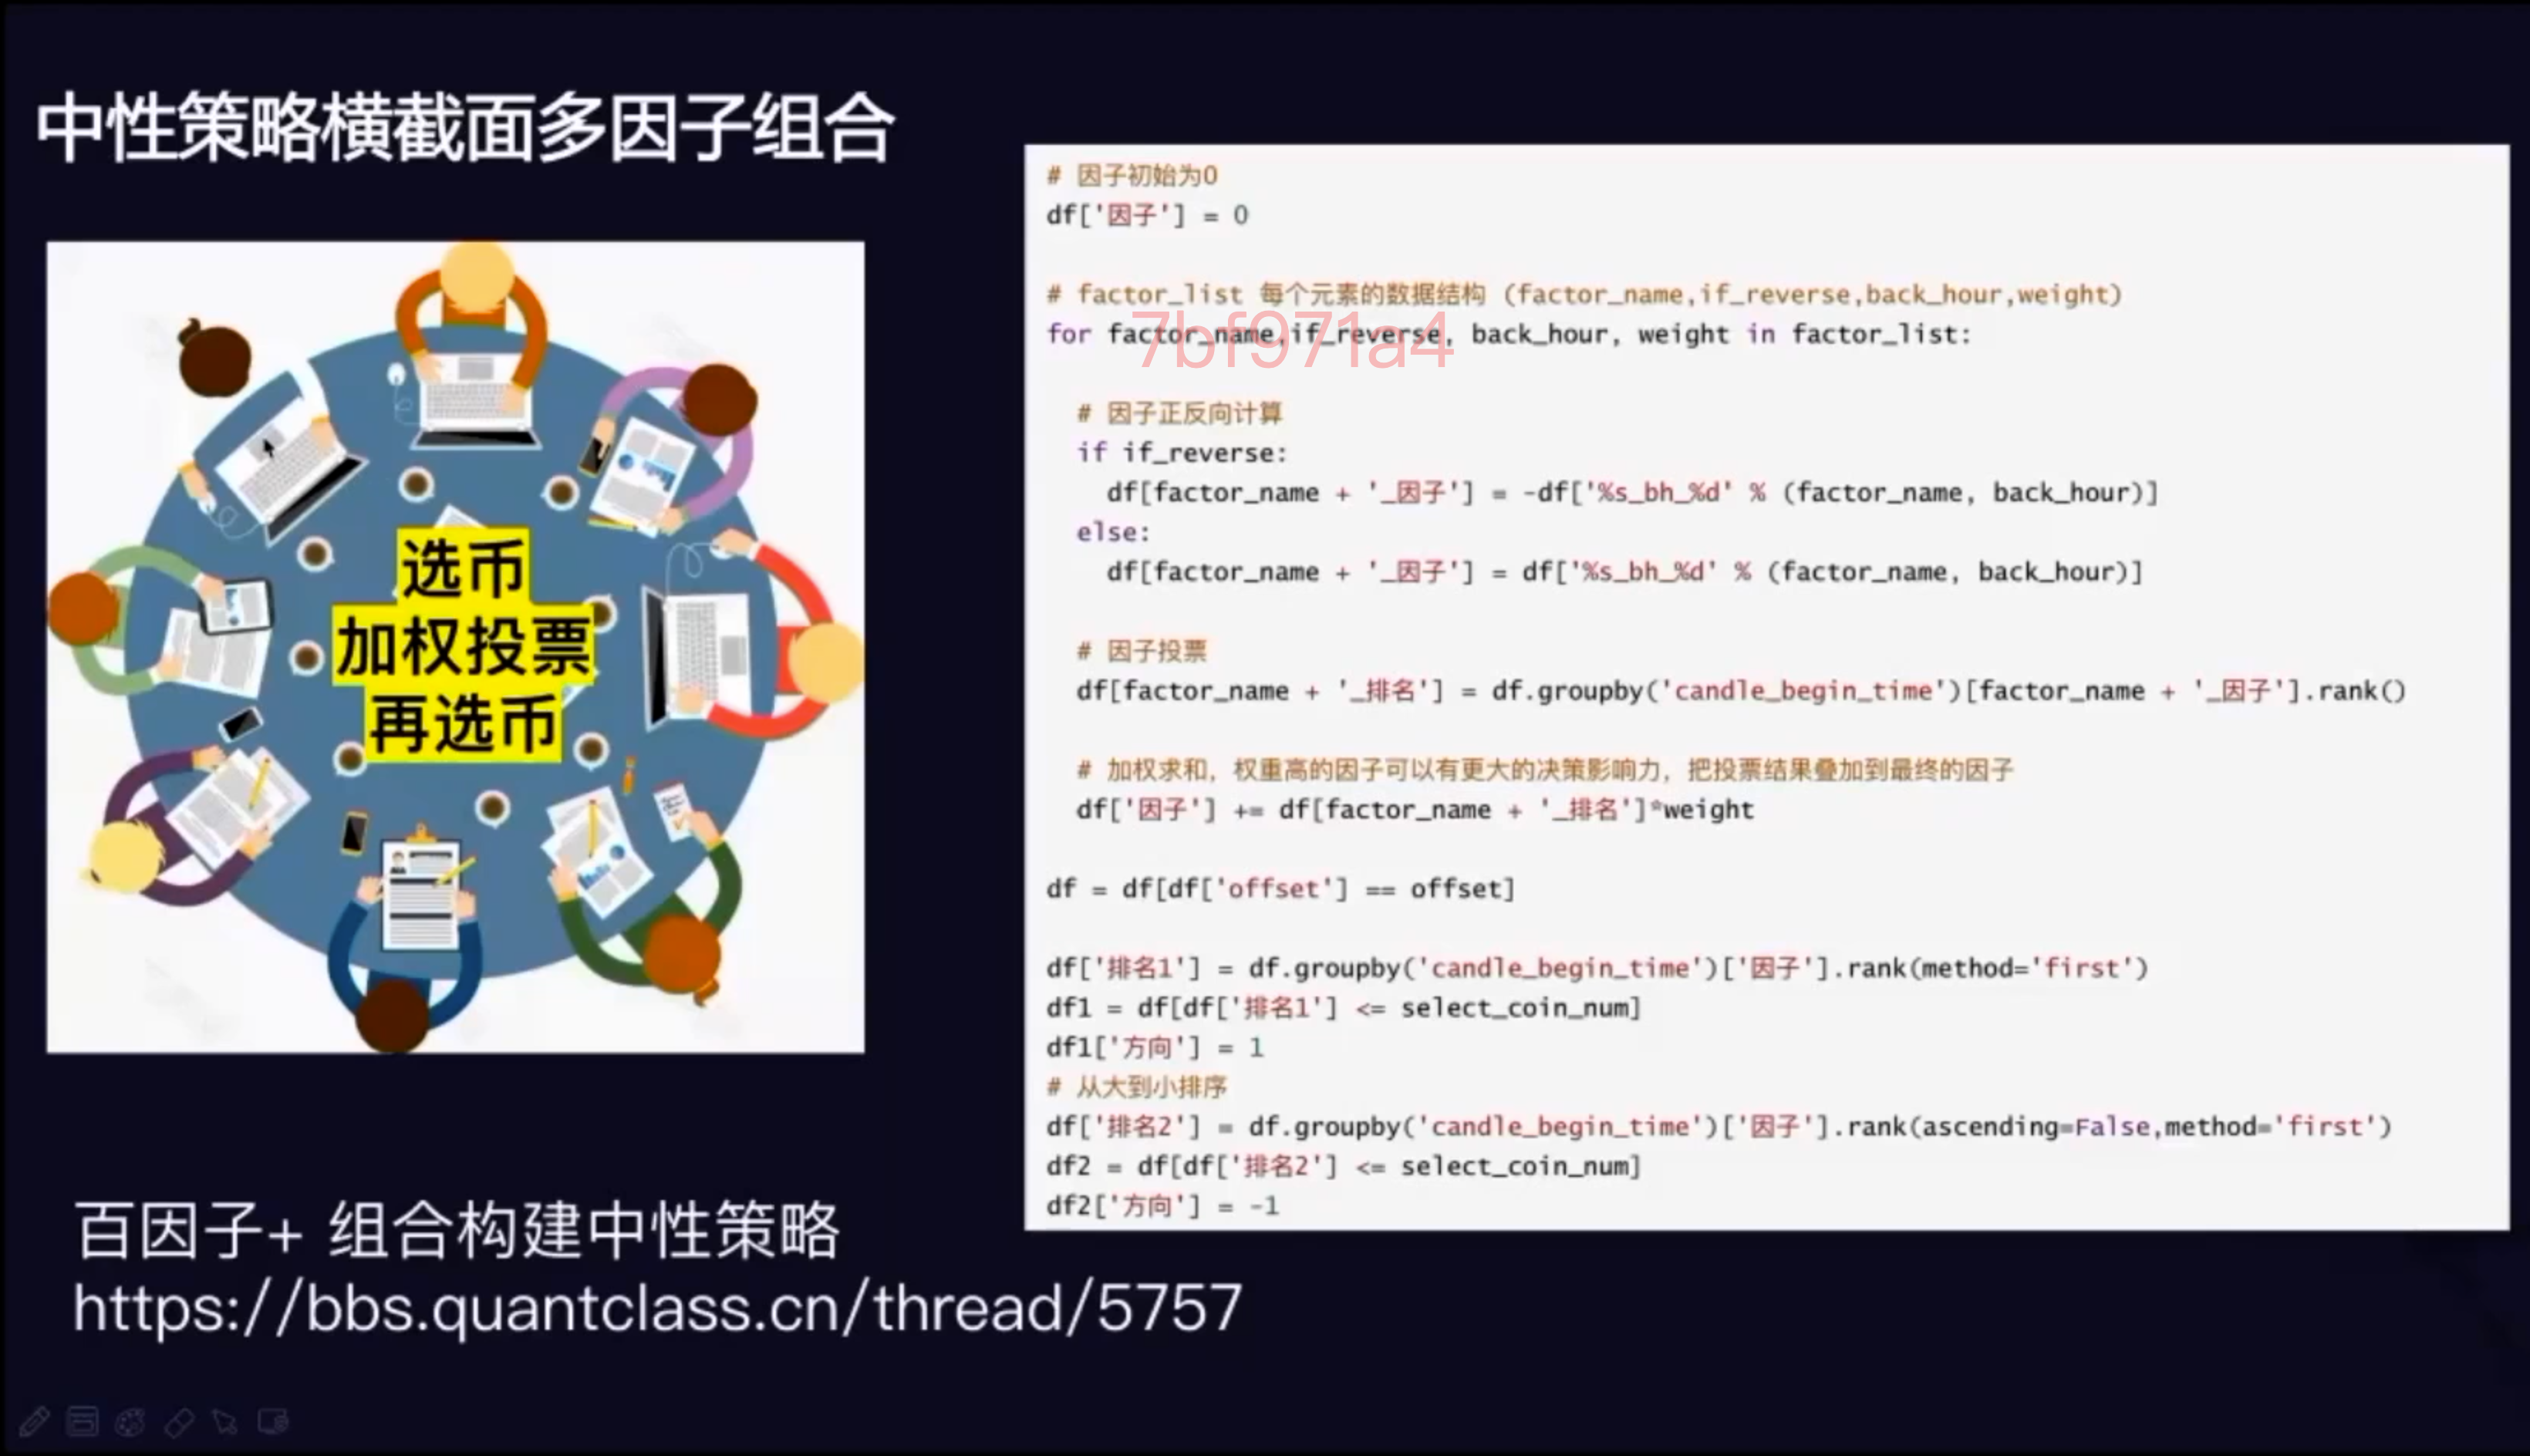 中性策略横截面多因子组合
选币
加权投票
再选币
百因子+ 组合构建中性策略
https://bbs.quantclass.cn/thread/5757
# 因子初始为0
df['因子'] = 0
# factor_list 每个元素的数据结构 (factor_name,if_reverse,back_hour,weight)
for factor_name,if_reverse, back_hour, weight in factor_list:
7bf971a4
# 因子正反向计算
if if_reverse:
df[factor_name + '_因子'] = -df['%s_bh_%d' % (factor_name, back_hour)]
else:
df[factor_name + '_因子'] = df['%s_bh_%d' % (factor_name, back_hour)]
# 因子投票
df[factor_name + '_排名'] = df.groupby('candle_begin_time')[factor_name + '_因子'].rank()
# 加权求和，权重高的因子可以有更大的决策影响力，把投票结果叠加到最终的因子
df['因子'] += df[factor_name + '_排名']*weight
df = df[df['offset'] == offset]
df['排名1'] = df.groupby('candle_begin_time')['因子'].rank(method='first')
df1 = df[df['排名1'] <= select_coin_num]
df1['方向'] = 1
# 从大到小排序
df['排名2'] = df.groupby('candle_begin_time')['因子'].rank(ascending=False,method='first')
df2 = df[df['排名2'] <= select_coin_num]
df2['方向'] = -1